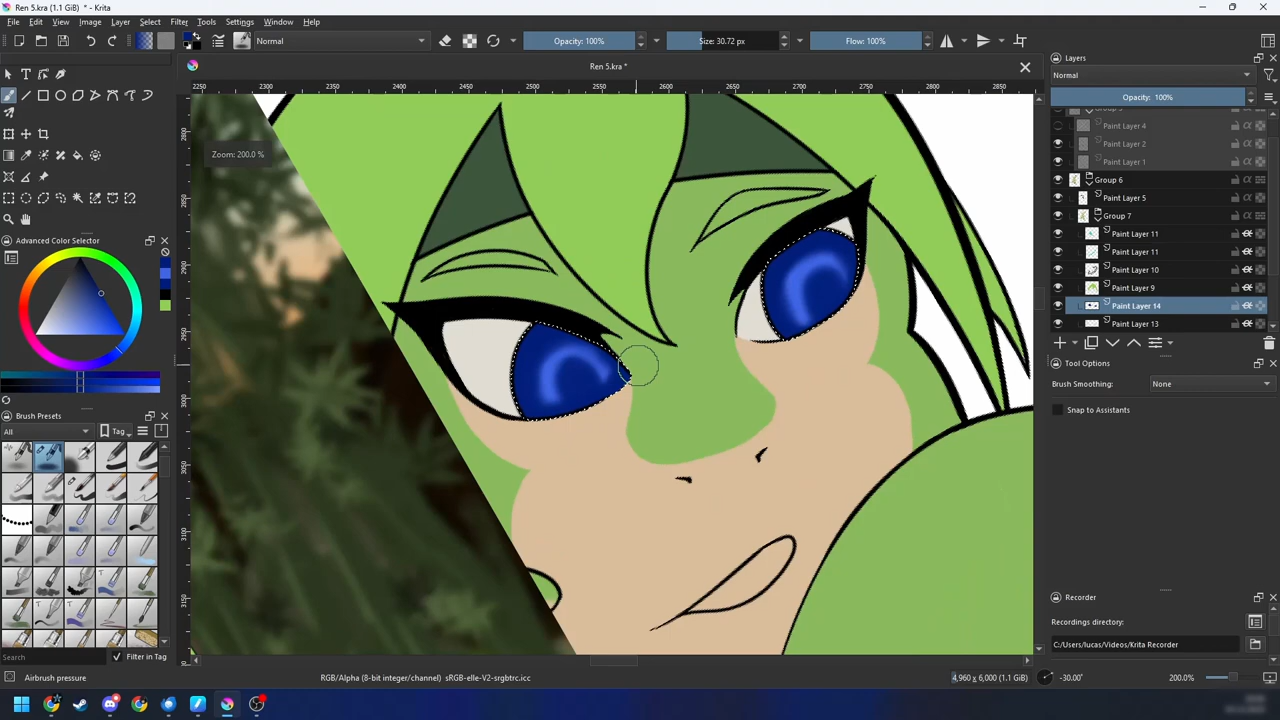 Ren 5.kra (1.1 GiB) * - Krita
File Edit View Image Layer Select Filter Tools Settings Window Help
Normal
Opacity: 100%
Size: 30.72 px
Flow: 100%
Ren 5.kra *
Layers
Normal
Opacity: 100%
2250 2300 2400 2450 2500 2550 2600 2650 2700 2750 2800 2850
Zoom: 200.0 %
Paint Layer 4
Paint Layer 2
Paint Layer 1
Group 6
Paint Layer 5
Group 7
Paint Layer 11
Paint Layer 11
Paint Layer 10
Paint Layer 9
Paint Layer 14
Paint Layer 13
Advanced Color Selector
Tool Options
Brush Smoothing: None
Snap to Assistants
Brush Presets
All
Tag
Recorder
Recordings directory:
C:/Users/lucas/Videos/Krita Recorder
Search
Filter in Tag
Airbrush pressure
RGB/Alpha (8-bit integer/channel) sRGB-elle-V2-srgbtrc.icc
4,960 x 6,000 (1.1 GiB)
-30.00°
200.0%